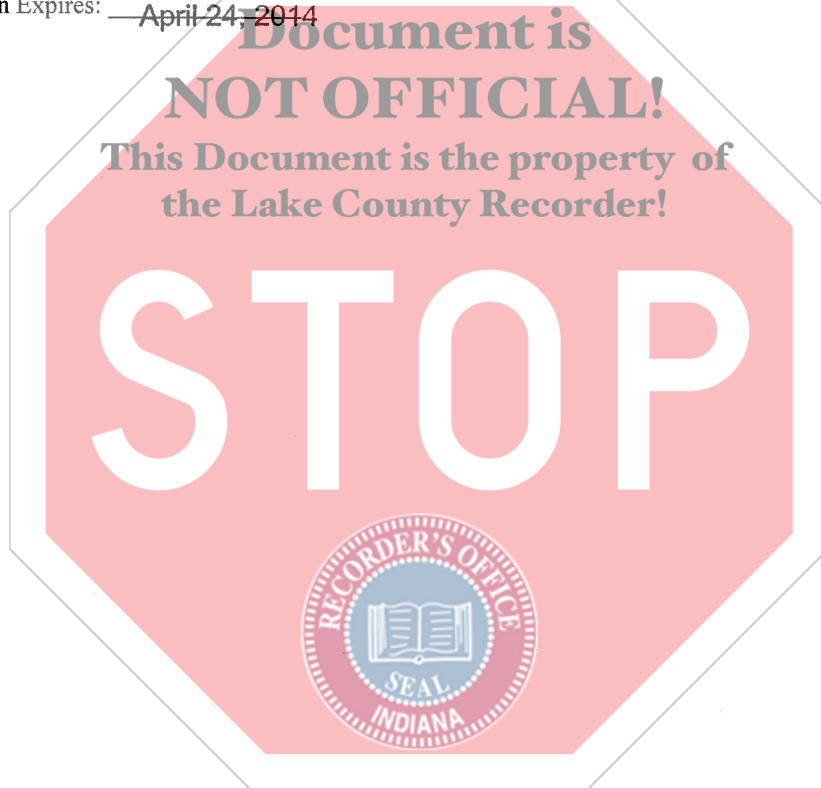 n Expires: April 24, 2014
Document is
NOT OFFICIAL!
This Document is the property of
the Lake County Recorder!
STOP
RECORDER'S OFFICE
SEAL
INDIANA